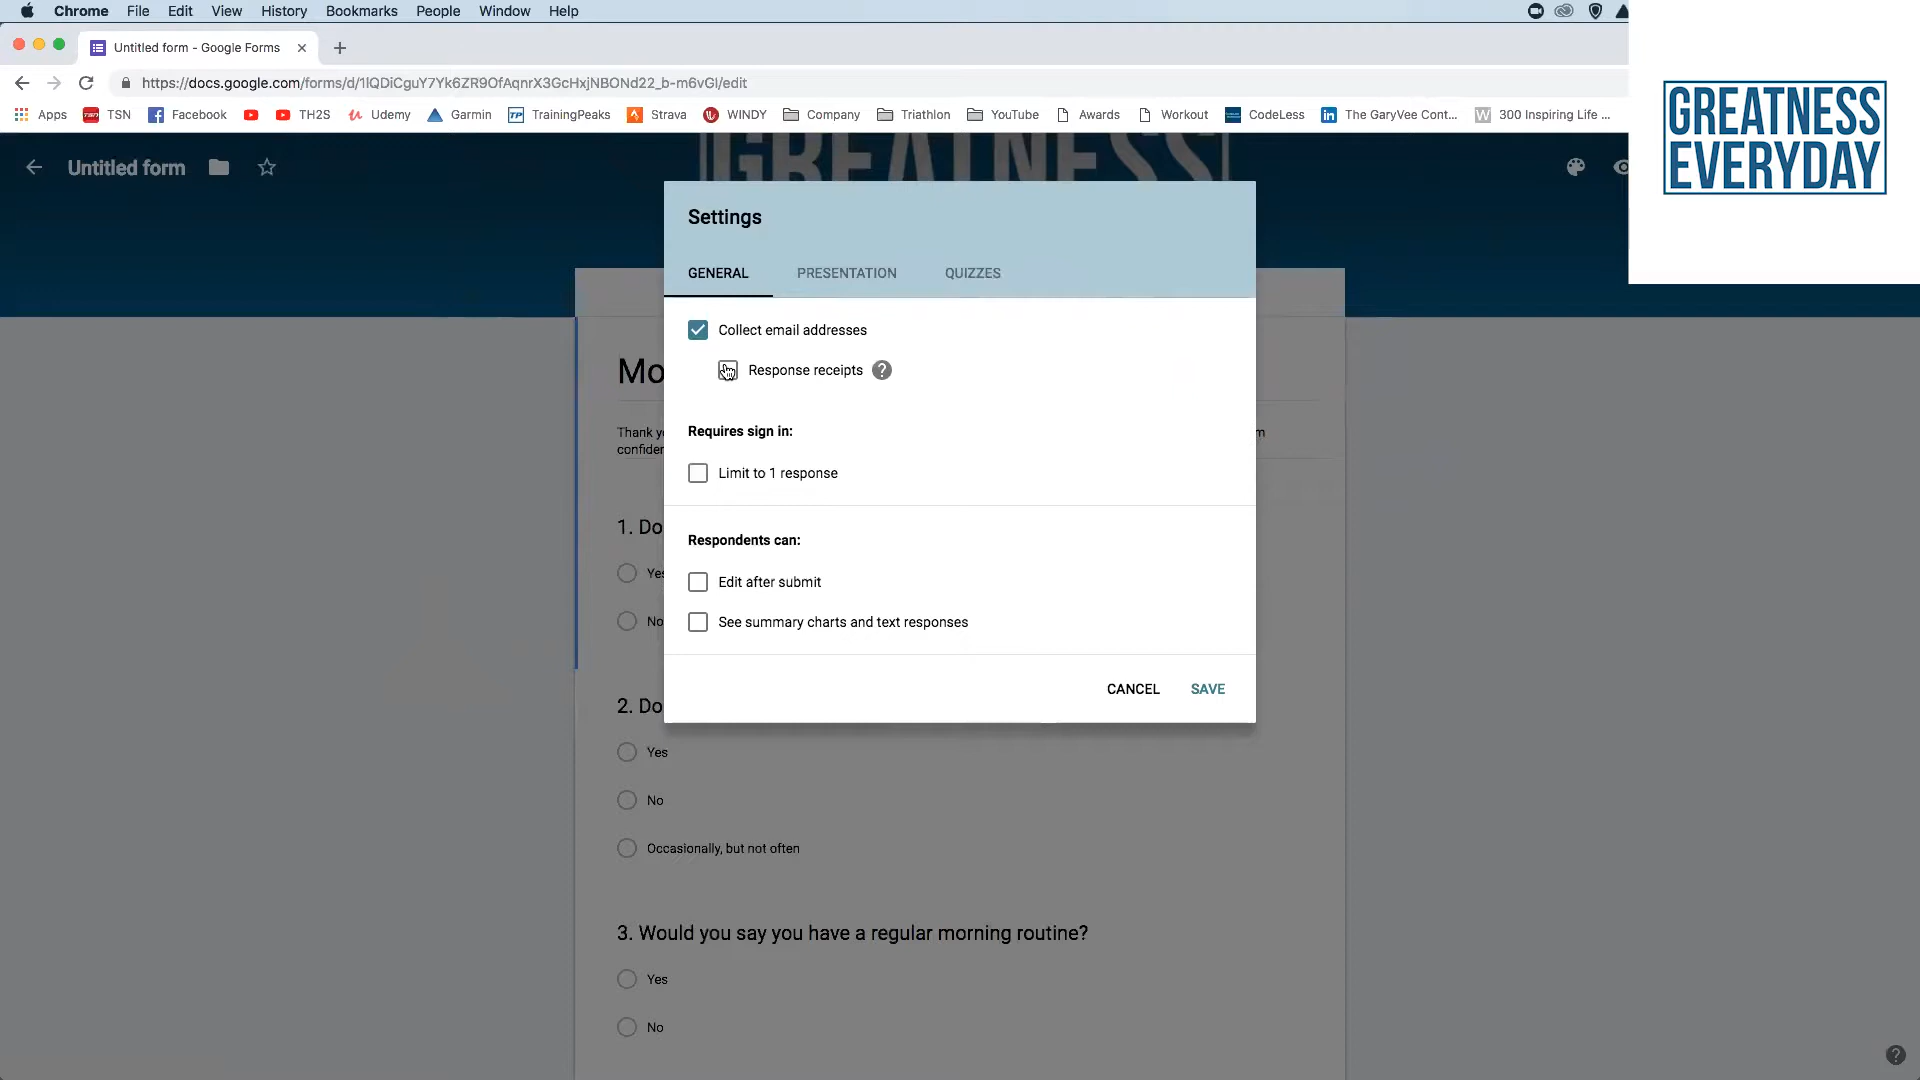 Chrome File Edit View History Bookmarks People Window Help
Untitled form - Google Forms
https://docs.google.com/forms/d/1lQDiCguY7Yk6ZR9OfAqnrX3GcHxjNBONd22_b-m6vGI/edit
Apps TSN Facebook TH2S Udemy Garmin TrainingPeaks Strava WINDY Company Triathlon YouTube Awards Workout CodeLess The GaryVee Cont... 300 Inspiring Life ...
GREATNESS
EVERYDAY
Untitled form
GREATNESS
Settings
GENERAL PRESENTATION QUIZZES
Collect email addresses
Mo
Response receipts ?
Thank y
m
confider
Requires sign in:
Limit to 1 response
1. Do
Respondents can:
Yes
Edit after submit
No
See summary charts and text responses
CANCEL SAVE
2. Do
Yes
No
Occasionally, but not often
3. Would you say you have a regular morning routine?
Yes
No
?